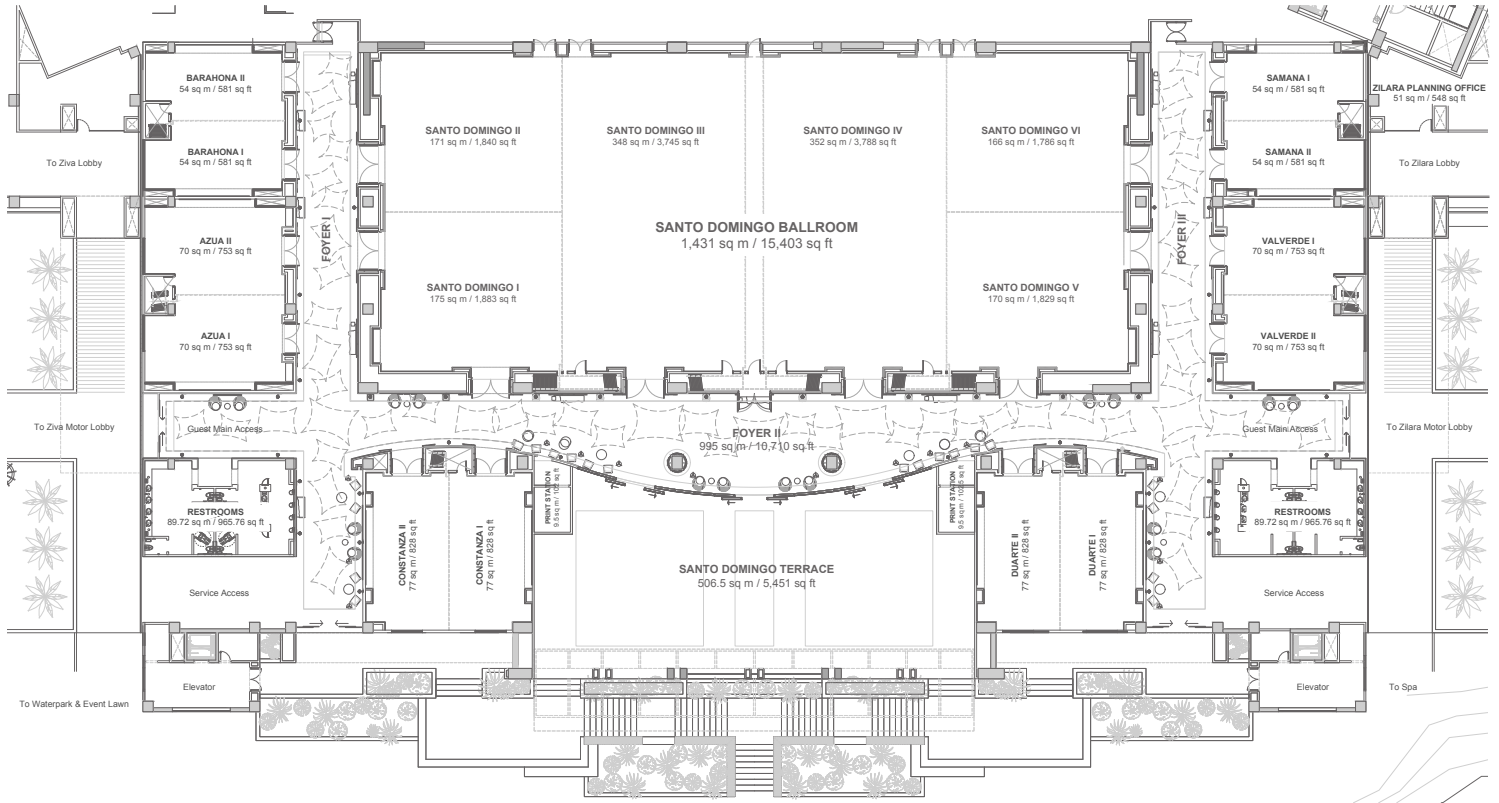 BARAHONA II
54 sq m / 581 sq ft
BARAHONA I
54 sq m / 581 sq ft
To Ziva Lobby
AZUA II
70 sq m / 753 sq ft
AZUA I
70 sq m / 753 sq ft
To Ziva Motor Lobby
Guest Main Access
FOYER I
SANTO DOMINGO II
171 sq m / 1,840 sq ft
SANTO DOMINGO III
348 sq m / 3,745 sq ft
SANTO DOMINGO IV
352 sq m / 3,788 sq ft
SANTO DOMINGO VI
166 sq m / 1,786 sq ft
SANTO DOMINGO BALLROOM
1,431 sq m / 15,403 sq ft
SANTO DOMINGO I
175 sq m / 1,883 sq ft
SANTO DOMINGO V
170 sq m / 1,829 sq ft
FOYER III
SAMANA I
54 sq m / 581 sq ft
SAMANA II
54 sq m / 581 sq ft
ZILARA PLANNING OFFICE
51 sq m / 548 sq ft
To Zilara Lobby
VALVERDE I
70 sq m / 753 sq ft
VALVERDE II
70 sq m / 753 sq ft
To Zilara Motor Lobby
Guest Main Access
FOYER II
995 sq m / 10,710 sq ft
RESTROOMS
89.72 sq m / 965.76 sq ft
Service Access
CONSTANZA II
77 sq m / 828 sq ft
CONSTANZA I
77 sq m / 828 sq ft
PRINT STATION
9.5 sq m
SANTO DOMINGO TERRACE
506.5 sq m / 5,451 sq ft
PRINT STATION
9.5 sq m
DUARTE II
77 sq m / 828 sq ft
DUARTE I
77 sq m / 828 sq ft
RESTROOMS
89.72 sq m / 965.76 sq ft
Service Access
Elevator
To Waterpark & Event Lawn
Elevator
To Spa